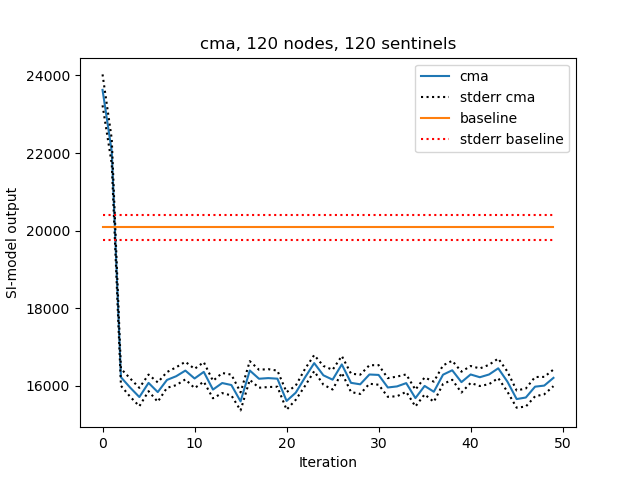 cma, 120 nodes, 120 sentinels
SI-model output
24000
22000
20000
18000
16000
cma
stderr cma
baseline
stderr baseline
0
10
20
30
40
50
Iteration